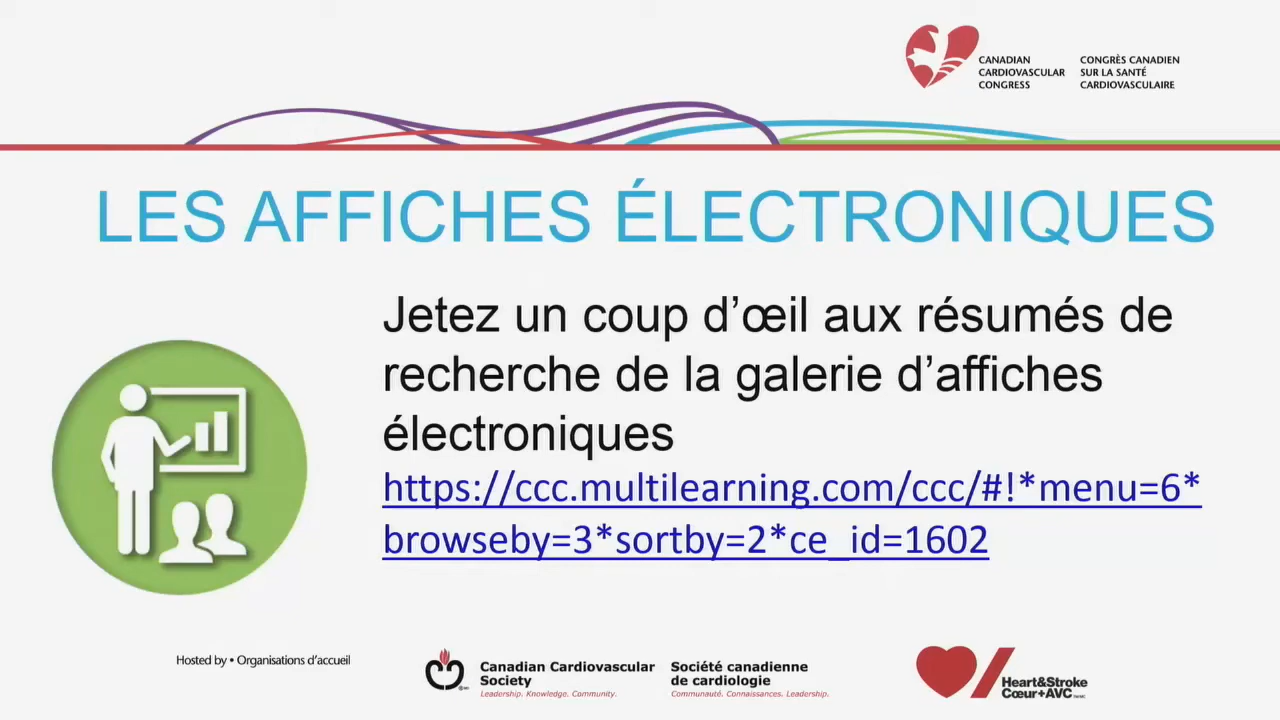 CANADIAN CARDIOVASCULAR CONGRESS
CONGRÈS CANADIEN SUR LA SANTÉ CARDIOVASCULAIRE
LES AFFICHES ÉLECTRONIQUES
Jetez un coup d’œil aux résumés de
recherche de la galerie d’affiches
électroniques
https://ccc.multilearning.com/ccc/#!*menu=6*
browseby=3*sortby=2*ce_id=1602
Hosted by • Organisations d’accueil
Canadian Cardiovascular
Society
Leadership. Knowledge. Community.
Société canadienne
de cardiologie
Communauté. Connaissances. Leadership.
Heart&Stroke
Cœur+AVC